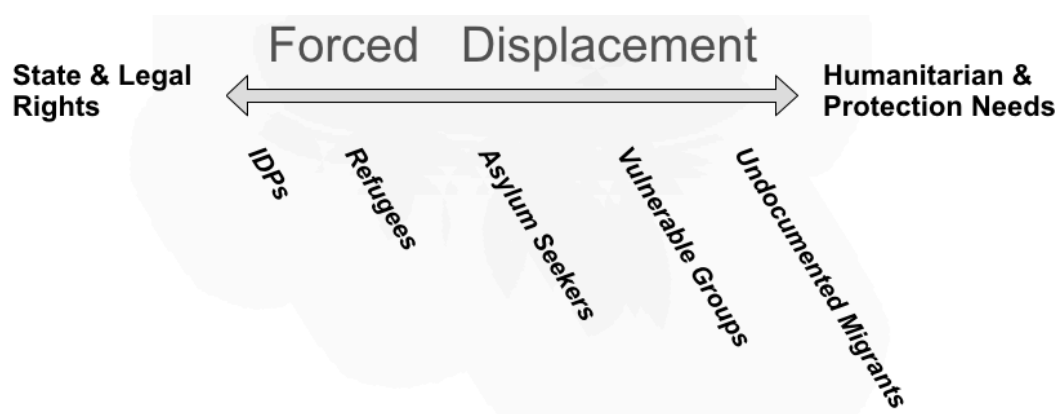 Forced Displacement
State & Legal
Rights
Humanitarian &
Protection Needs
IDPs
Refugees
Asylum Seekers
Vulnerable Groups
Undocumented Migrants